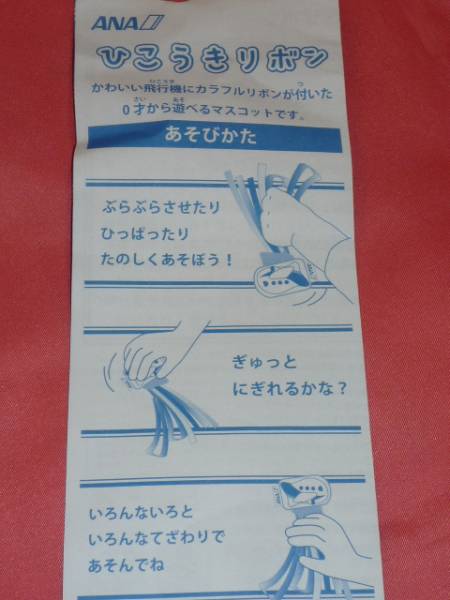 ANA
ひこうきリボン
かわいい飛行機にカラフルリボンが付いた
0才から遊べるマスコットです。
あそびかた
ぶらぶらさせたり
ひっぱったり
たのしくあそぼう！
ANA
ぎゅっと
にぎれるかな？
いろんないろと
いろんなてざわりで
あそんでね